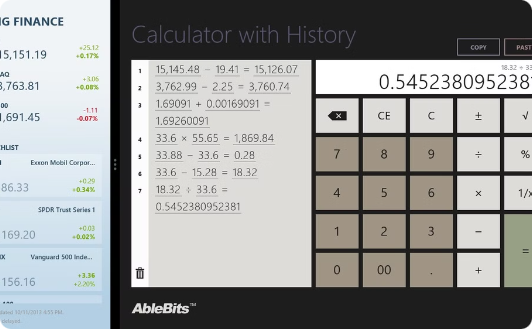 G FINANCE
15,151.19
+25.12
+0.17%
AQ
3,763.81
+3.06
+0.08%
00
1,691.45
-1.11
-0.07%
CHLIST
Exxon Mobil Corpor...
86.33
+0.29
+0.34%
SPDR Trust Series 1
169.20
+0.03
+0.02%
Vanguard 500 Inde...
156.16
+3.36
+2.20%
Calculator with History
COPY
PAST
1 15,145.48 − 19.41 = 15,126.07
2 3,762.99 − 2.25 = 3,760.74
3 1.69091 + 0.00169091 =
1.69260091
4 33.6 × 55.65 = 1,869.84
5 33.88 − 33.6 = 0.28
6 33.6 − 15.28 = 18.32
7 18.32 ÷ 33.6 =
0.5452380952381
18.32 ÷ 33
0.545238095238
CE C ± √
7 8 9 ÷ %
4 5 6 × 1/x
1 2 3 − =
0 00 . +
AbleBits™